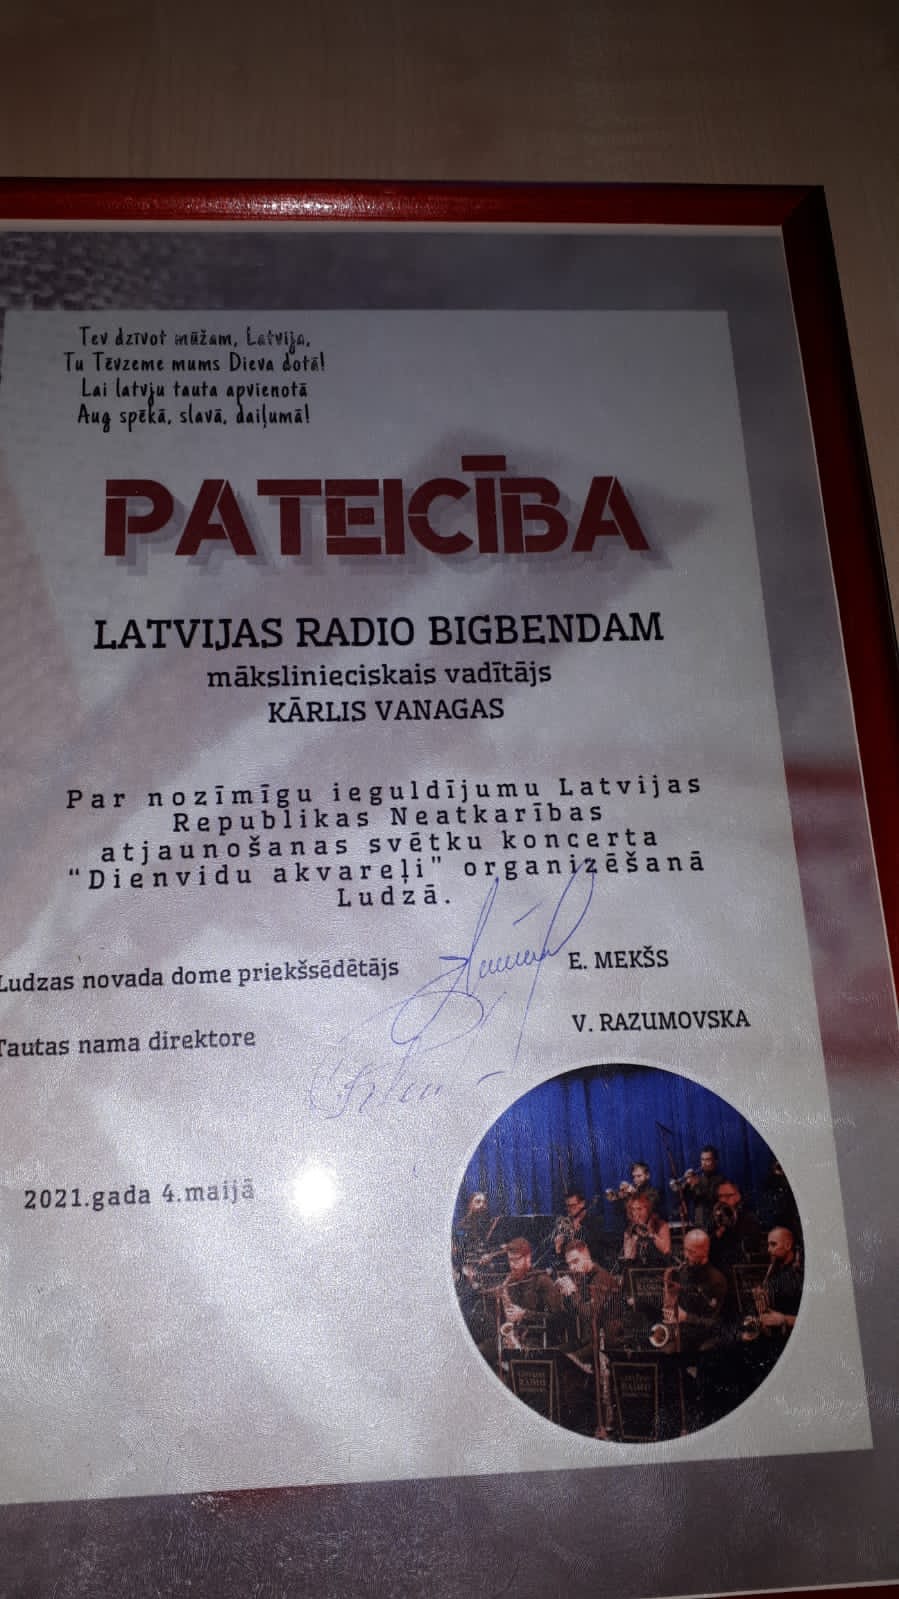 Tev dzīvot mūžam, Latvija,
Tu Tēvzeme mums Dieva dotā!
Lai latvju tauta apvienotā
Aug spēkā, slavā, daiļumā!
PATEICĪBA
LATVIJAS RADIO BIGBENDAM
mākslinieciskais vadītājs
KĀRLIS VANAGAS
Par nozīmīgu ieguldījumu Latvijas
Republikas Neatkarības
atjaunošanas svētku koncerta
"Dienvidu akvareļi" organizēšanā
Ludzā.
Ludzas novada dome priekšsēdētājs E. MEKŠS
Tautas nama direktore V. RAZUMOVSKA
2021.gada 4.maijā
RADIO
RADIO